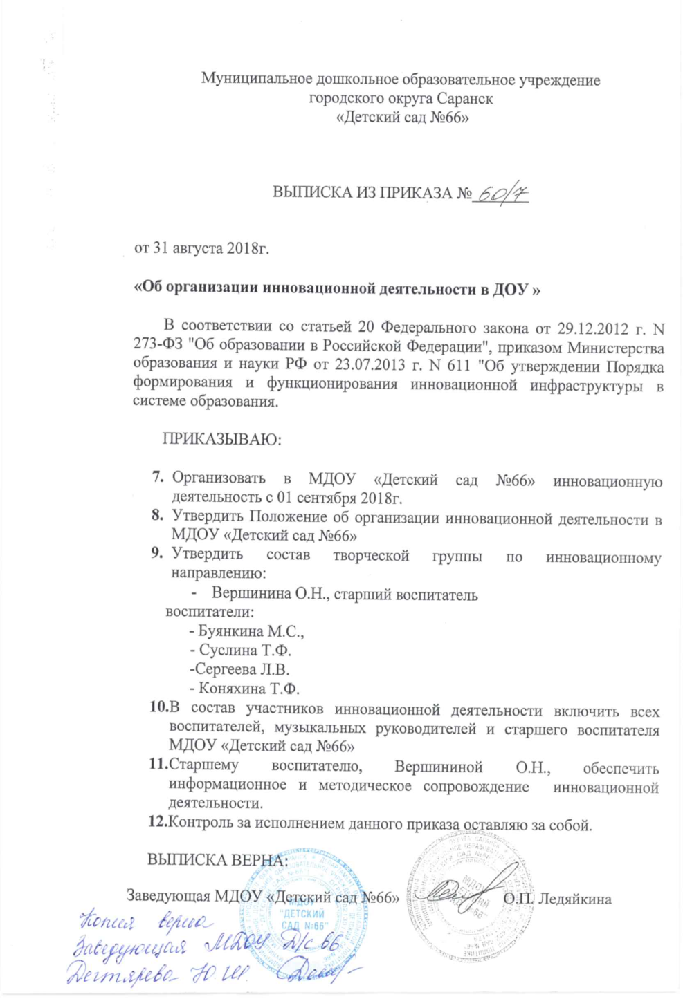 Муниципальное дошкольное образовательное учреждение
городского округа Саранск
«Детский сад №66»
ВЫПИСКА ИЗ ПРИКАЗА № 60/7
от 31 августа 2018г.
«Об организации инновационной деятельности в ДОУ »
В соответствии со статьей 20 Федерального закона от 29.12.2012 г. N
273-ФЗ "Об образовании в Российской Федерации", приказом Министерства
образования и науки РФ от 23.07.2013 г. N 611 "Об утверждении Порядка
формирования и функционирования инновационной инфраструктуры в
системе образования.
ПРИКАЗЫВАЮ:
7. Организовать в МДОУ «Детский сад №66» инновационную
деятельность с 01 сентября 2018г.
8. Утвердить Положение об организации инновационной деятельности в
МДОУ «Детский сад №66»
9. Утвердить состав творческой группы по инновационному
направлению:
- Вершинина О.Н., старший воспитатель
воспитатели:
- Буянкина М.С.,
- Суслина Т.Ф.
-Сергеева Л.В.
- Коняхина Т.Ф.
10.В состав участников инновационной деятельности включить всех
воспитателей, музыкальных руководителей и старшего воспитателя
МДОУ «Детский сад №66»
11.Старшему воспитателю, Вершининой О.Н., обеспечить
информационное и методическое сопровождение инновационной
деятельности.
12.Контроль за исполнением данного приказа оставляю за собой.
ВЫПИСКА ВЕРНА:
Заведующая МДОУ «Детский сад №66» О.П. Ледяйкина
МДОУ
"ДЕТСКИЙ
САД №66"
Копия верна
Заведующая МДОУ Д/с 66
Дегтярева Ю.Ш.